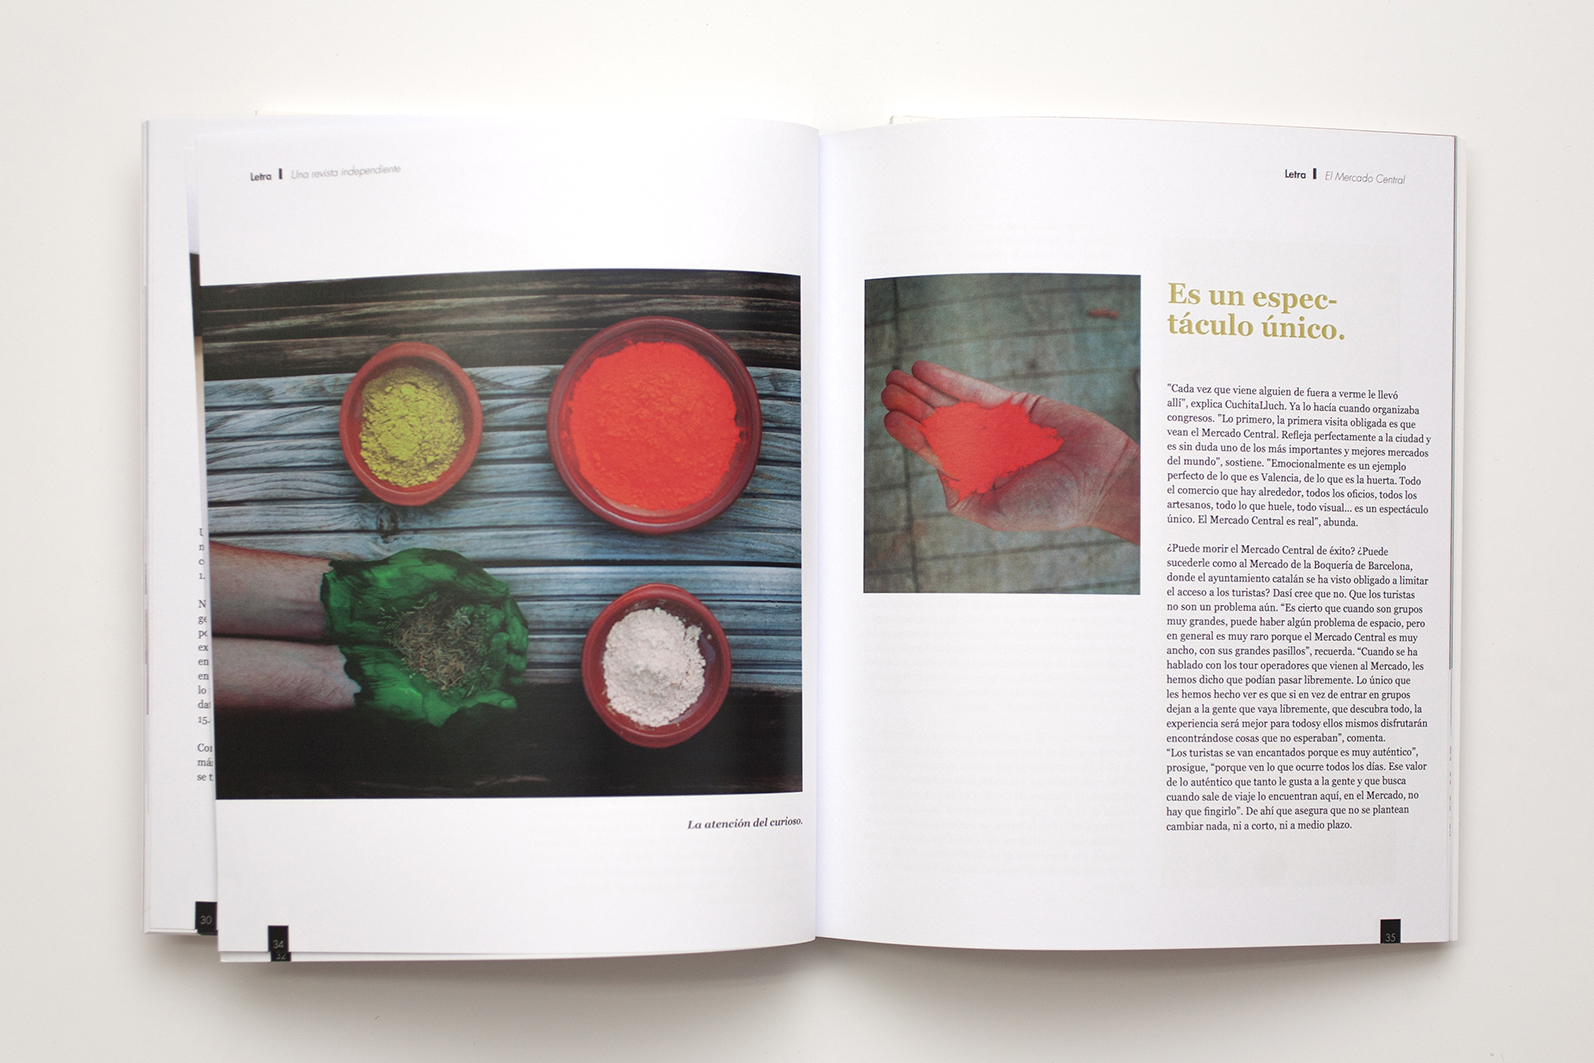 Letra
Una revista independiente
La atención del curioso.
30
34
32
Letra
El Mercado Central
Es un espec-
táculo único.
"Cada vez que viene alguien de fuera a verme le llevó
allí", explica CuchitaLluch. Ya lo hacía cuando organizaba
congresos. "Lo primero, la primera visita obligada es que
vean el Mercado Central. Refleja perfectamente a la ciudad y
es sin duda uno de los más importantes y mejores mercados
del mundo", sostiene. "Emocionalmente es un ejemplo
perfecto de lo que es Valencia, de lo que es la huerta. Todo
el comercio que hay alrededor, todos los oficios, todos los
artesanos, todo lo que huele, todo visual... es un espectáculo
único. El Mercado Central es real", abunda.
¿Puede morir el Mercado Central de éxito? ¿Puede
sucederle como al Mercado de la Boquería de Barcelona,
donde el ayuntamiento catalán se ha visto obligado a limitar
el acceso a los turistas? Dasí cree que no. Que los turistas
no son un problema aún. “Es cierto que cuando son grupos
muy grandes, puede haber algún problema de espacio, pero
en general es muy raro porque el Mercado Central es muy
ancho, con sus grandes pasillos”, recuerda. “Cuando se ha
hablado con los tour operadores que vienen al Mercado, les
hemos dicho que podían pasar libremente. Lo único que
les hemos hecho ver es que si en vez de entrar en grupos
dejan a la gente que vaya libremente, que descubra todo, la
experiencia será mejor para todosy ellos mismos disfrutarán
encontrándose cosas que no esperaban”, comenta.
“Los turistas se van encantados porque es muy auténtico”,
prosigue, “porque ven lo que ocurre todos los días. Ese valor
de lo auténtico que tanto le gusta a la gente y que busca
cuando sale de viaje lo encuentran aquí, en el Mercado, no
hay que fingirlo”. De ahí que asegura que no se plantean
cambiar nada, ni a corto, ni a medio plazo.
35